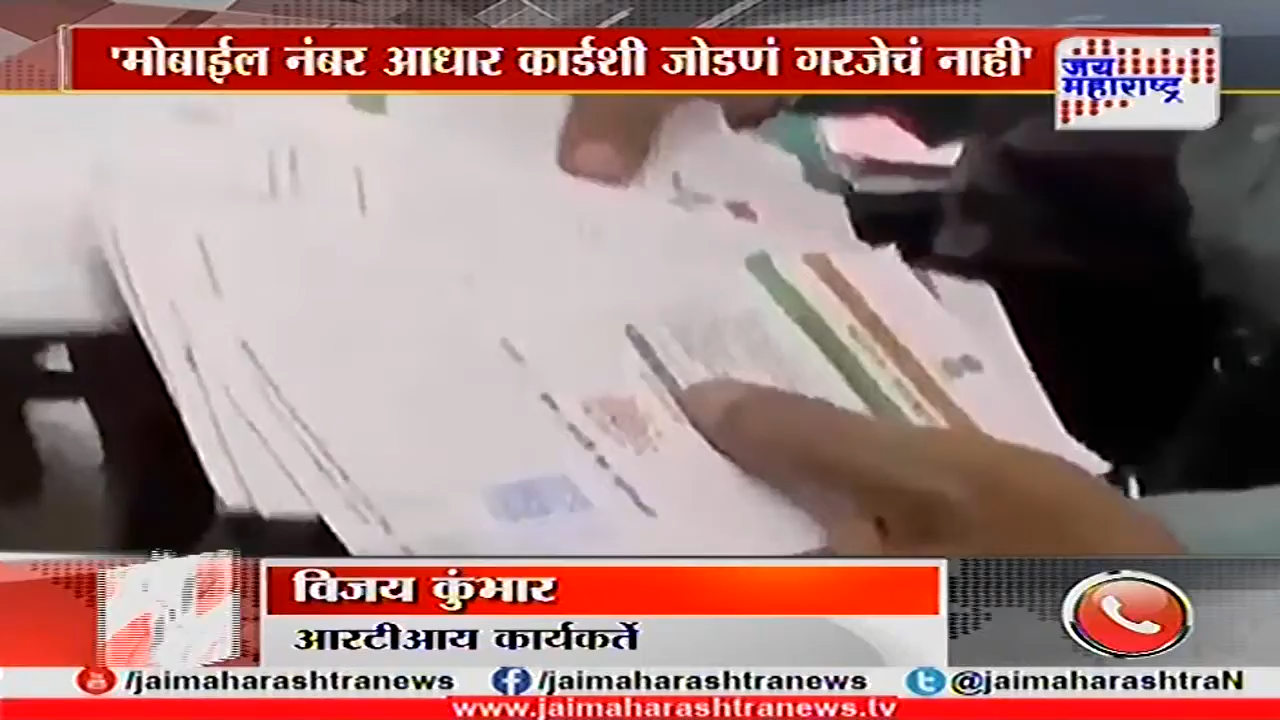 'मोबाईल नंबर आधार कार्डशी जोडणं गरजेचं नाही'
जय
महाराष्ट्र
विजय कुंभार
आरटीआय कार्यकर्ते
/jaimaharashtranews /jaimaharashtranews @jaimaharashtraN
www.jaimaharashtranews.tv